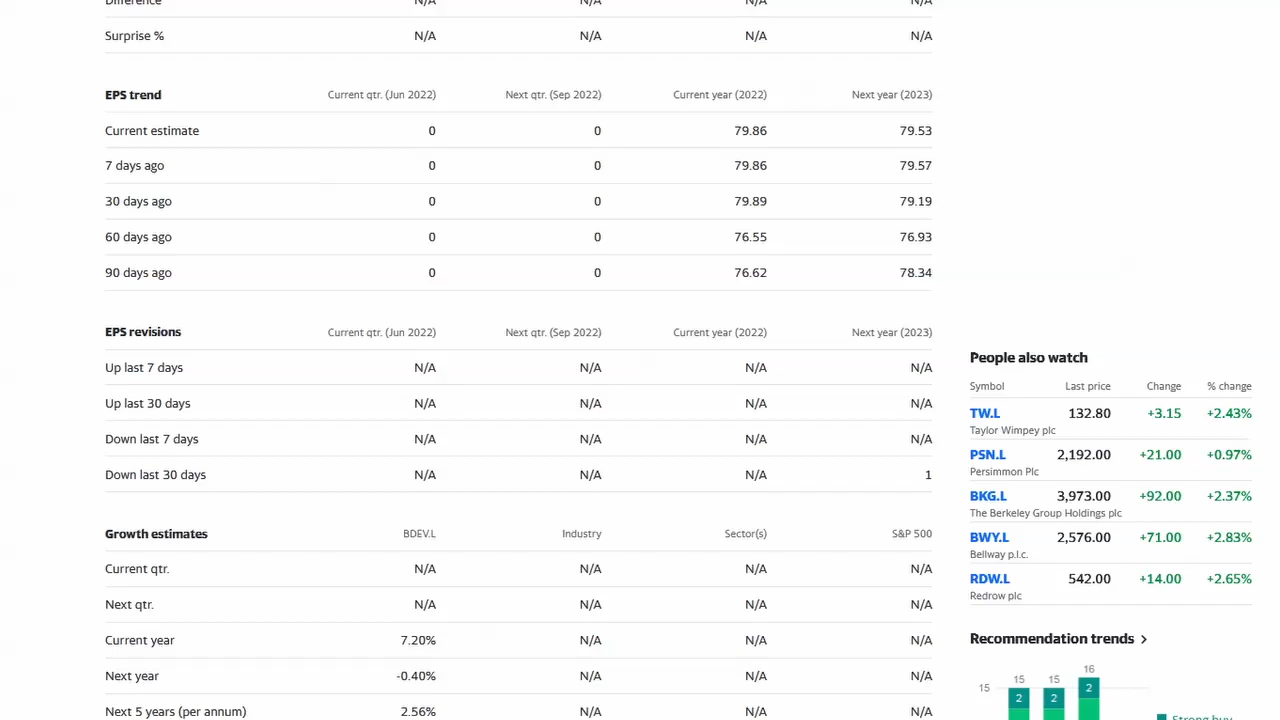 Difference N/A N/A N/A N/A
Surprise % N/A N/A N/A N/A
EPS trend Current qtr. (Jun 2022) Next qtr. (Sep 2022) Current year (2022) Next year (2023)
Current estimate 0 0 79.86 79.53
7 days ago 0 0 79.86 79.57
30 days ago 0 0 79.89 79.19
60 days ago 0 0 76.55 76.93
90 days ago 0 0 76.62 78.34
EPS revisions Current qtr. (Jun 2022) Next qtr. (Sep 2022) Current year (2022) Next year (2023)
Up last 7 days N/A N/A N/A N/A
Up last 30 days N/A N/A N/A N/A
Down last 7 days N/A N/A N/A N/A
Down last 30 days N/A N/A N/A 1
Growth estimates BDEV.L Industry Sector(s) S&P 500
Current qtr. N/A N/A N/A N/A
Next qtr. N/A N/A N/A N/A
Current year 7.20% N/A N/A N/A
Next year -0.40% N/A N/A N/A
Next 5 years (per annum) 2.56% N/A N/A N/A
People also watch
Symbol Last price Change % change
TW.L 132.80 +3.15 +2.43%
Taylor Wimpey plc
PSN.L 2,192.00 +21.00 +0.97%
Persimmon Plc
BKG.L 3,973.00 +92.00 +2.37%
The Berkeley Group Holdings plc
BWY.L 2,576.00 +71.00 +2.83%
Bellway p.l.c.
RDW.L 542.00 +14.00 +2.65%
Redrow plc
Recommendation trends >
16
15 15 15
2 2 2
Strong buy